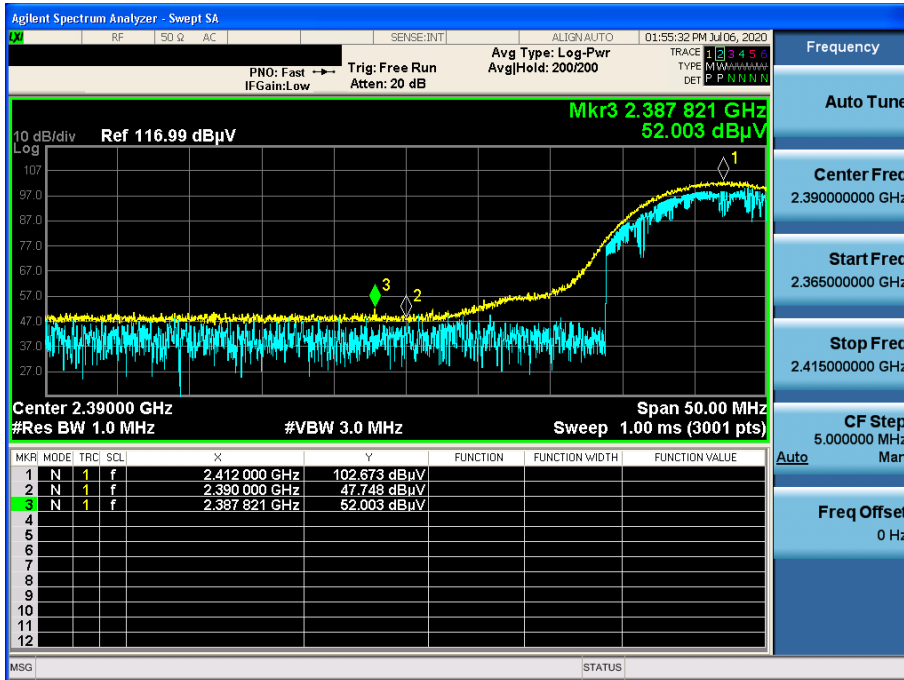 Agilent Spectrum Analyzer - Swept SA
LXI RF 50 Ω AC SENSE:INT ALIGN AUTO 01:55:32 PM Jul 06, 2020
Frequency
PNO: Fast
IFGain:Low
Trig: Free Run
Atten: 20 dB
Avg Type: Log-Pwr
Avg|Hold: 200/200
TRACE 1 2 3 4 5 6
TYPE M W
DET P P N N N N
Auto Tune
Mkr3 2.387 821 GHz
52.003 dBµV
10 dB/div Ref 116.99 dBµV
Log
107
97.0
87.0
77.0
67.0
57.0
47.0
37.0
27.0
1
3
2
Center Freq
2.390000000 GHz
Start Freq
2.365000000 GHz
Stop Freq
2.415000000 GHz
Center 2.39000 GHz Span 50.00 MHz
#Res BW 1.0 MHz #VBW 3.0 MHz Sweep 1.00 ms (3001 pts)
CF Step
5.000000 MHz
Auto Man
MKR MODE TRC SCL X Y FUNCTION FUNCTION WIDTH FUNCTION VALUE
1 N 1 f 2.412 000 GHz 102.673 dBµV
2 N 1 f 2.390 000 GHz 47.748 dBµV
3 N 1 f 2.387 821 GHz 52.003 dBµV
4
5
6
7
8
9
10
11
12
Freq Offset
0 Hz
MSG STATUS